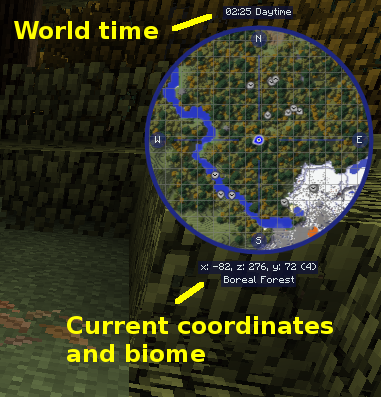 02:25 Daytime
World time
N
W
E
S
x: -82, z: 276, y: 72 (4)
Boreal Forest
Current coordinates
and biome